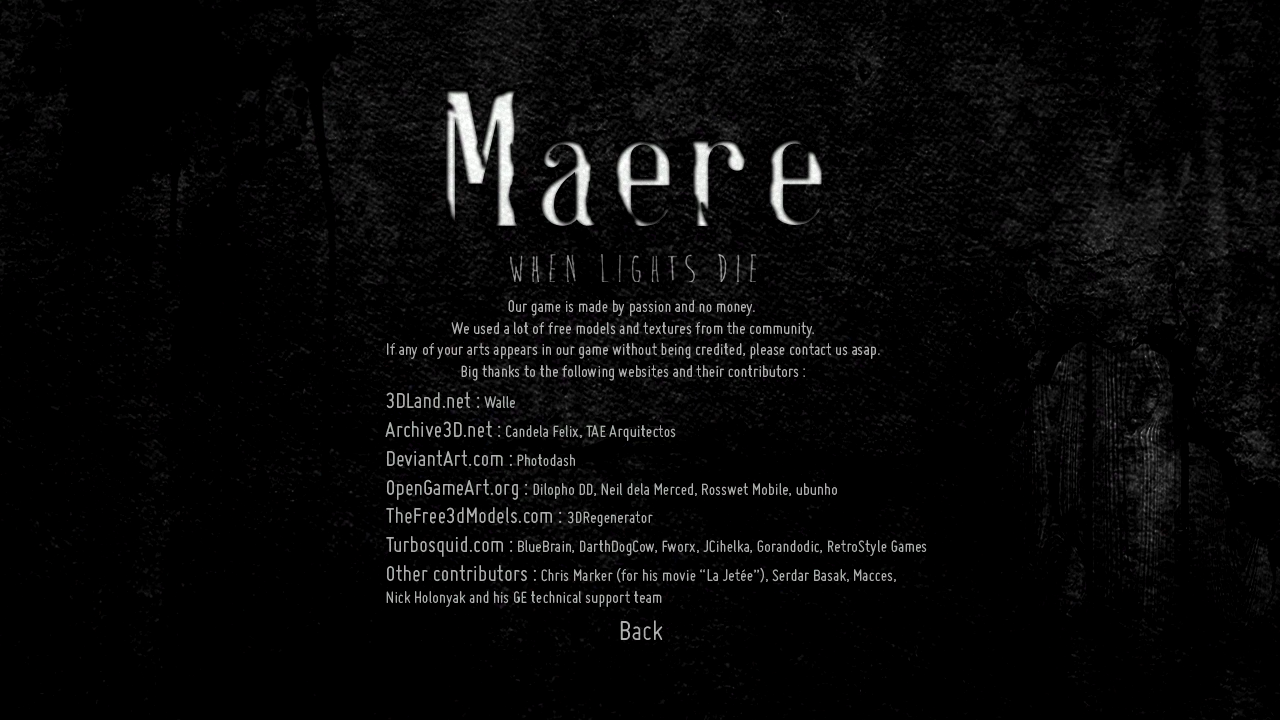 Maere
WHEN LIGHTS DIE
Our game is made by passion and no money.
We used a lot of free models and textures from the community.
If any of your arts appears in our game without being credited, please contact us asap.
Big thanks to the following websites and their contributors :
3DLand.net : Walle
Archive3D.net : Candela Felix, TAE Arquitectos
DeviantArt.com : Photodash
OpenGameArt.org : Dilopho DD, Neil dela Merced, Rosswet Mobile, ubunho
TheFree3dModels.com : 3DRegenerator
Turbosquid.com : BlueBrain, DarthDogCow, Fworx, JCihelka, Gorandodic, RetroStyle Games
Other contributors : Chris Marker (for his movie “La Jetée”), Serdar Basak, Macces,
Nick Holonyak and his GE technical support team
Back